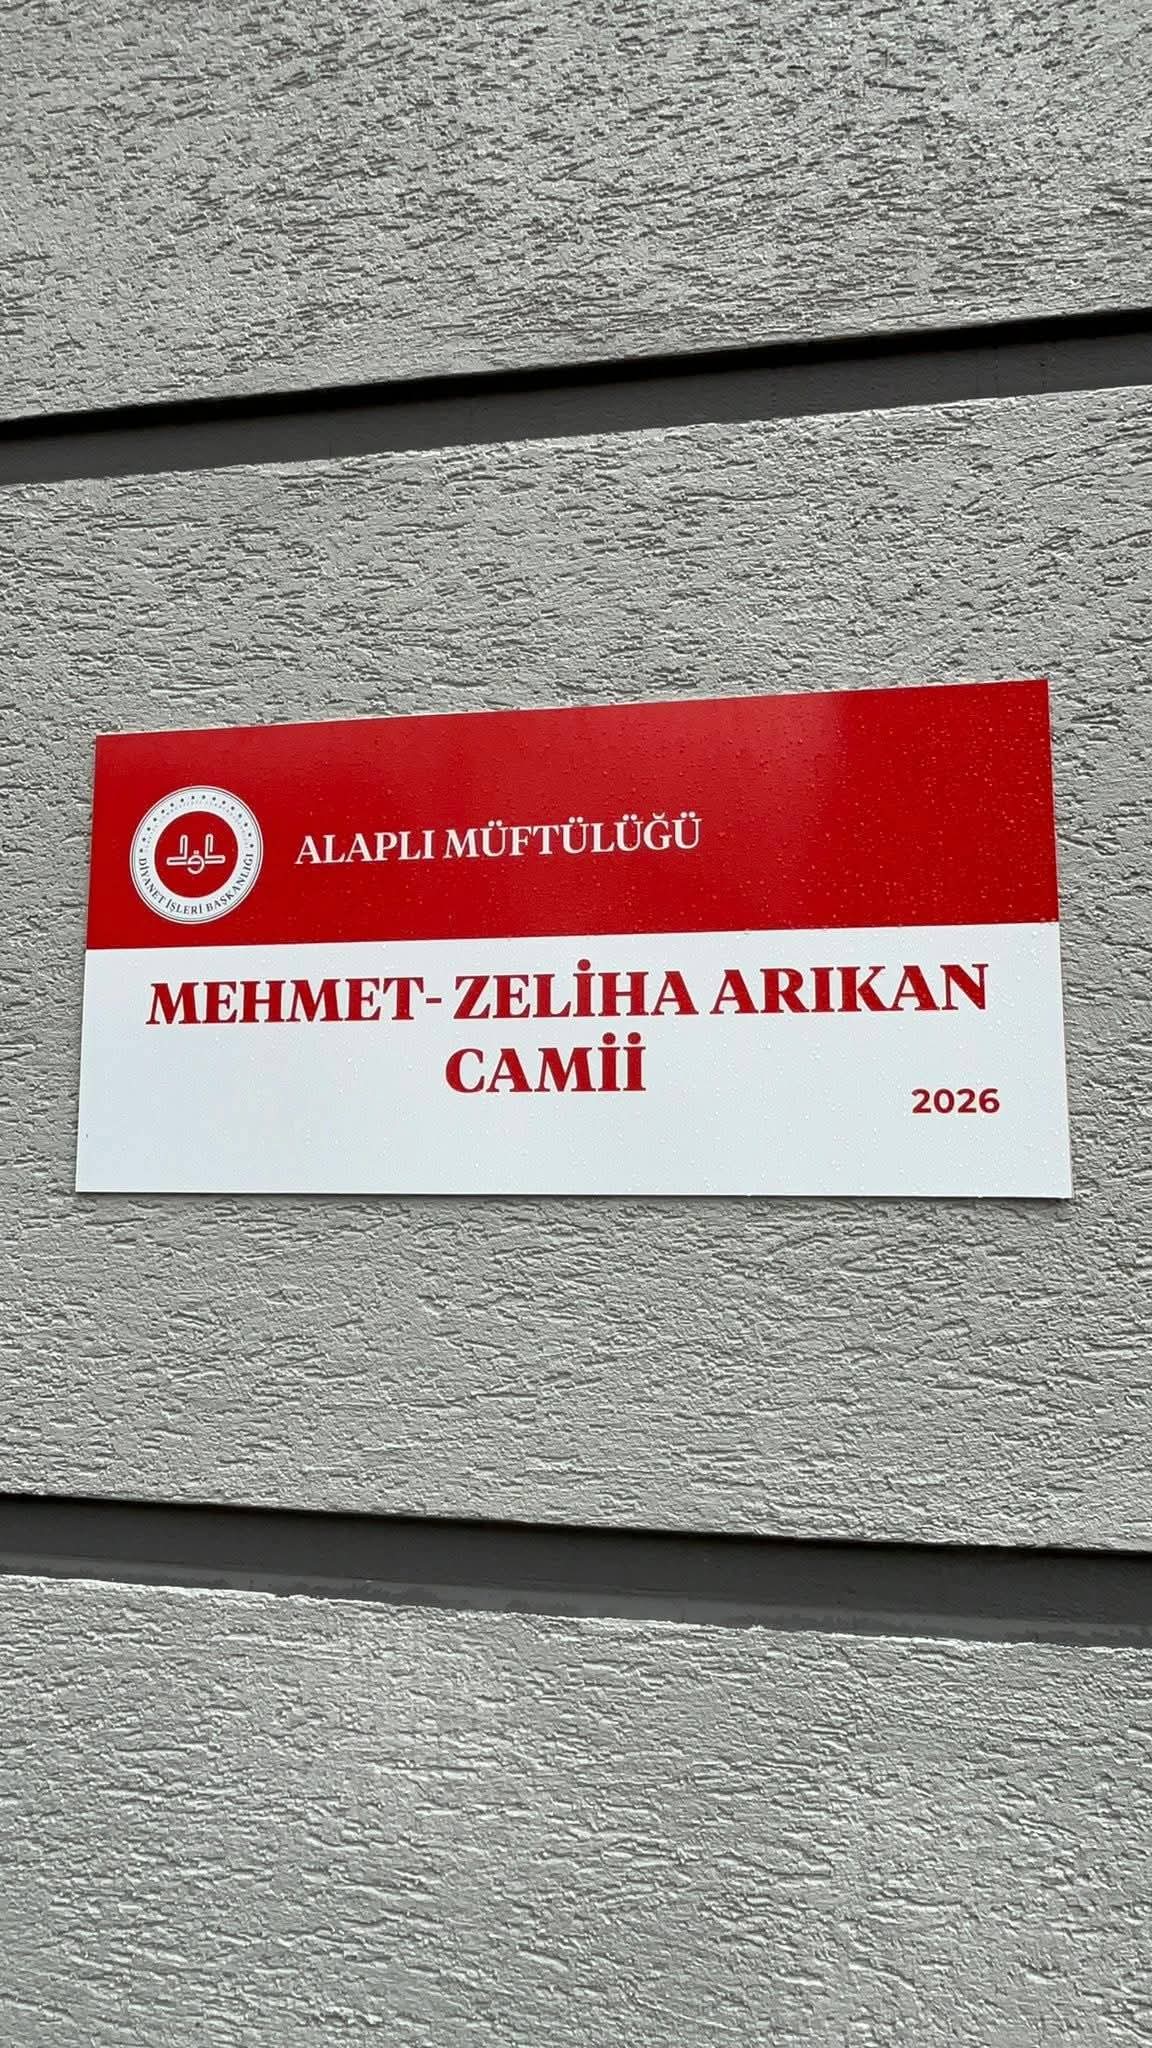 ALAPLI MÜFTÜLÜĞÜ
DİYANET İŞLERİ BAŞKANLIĞI
MEHMET- ZELİHA ARIKAN
CAMİİ
2026